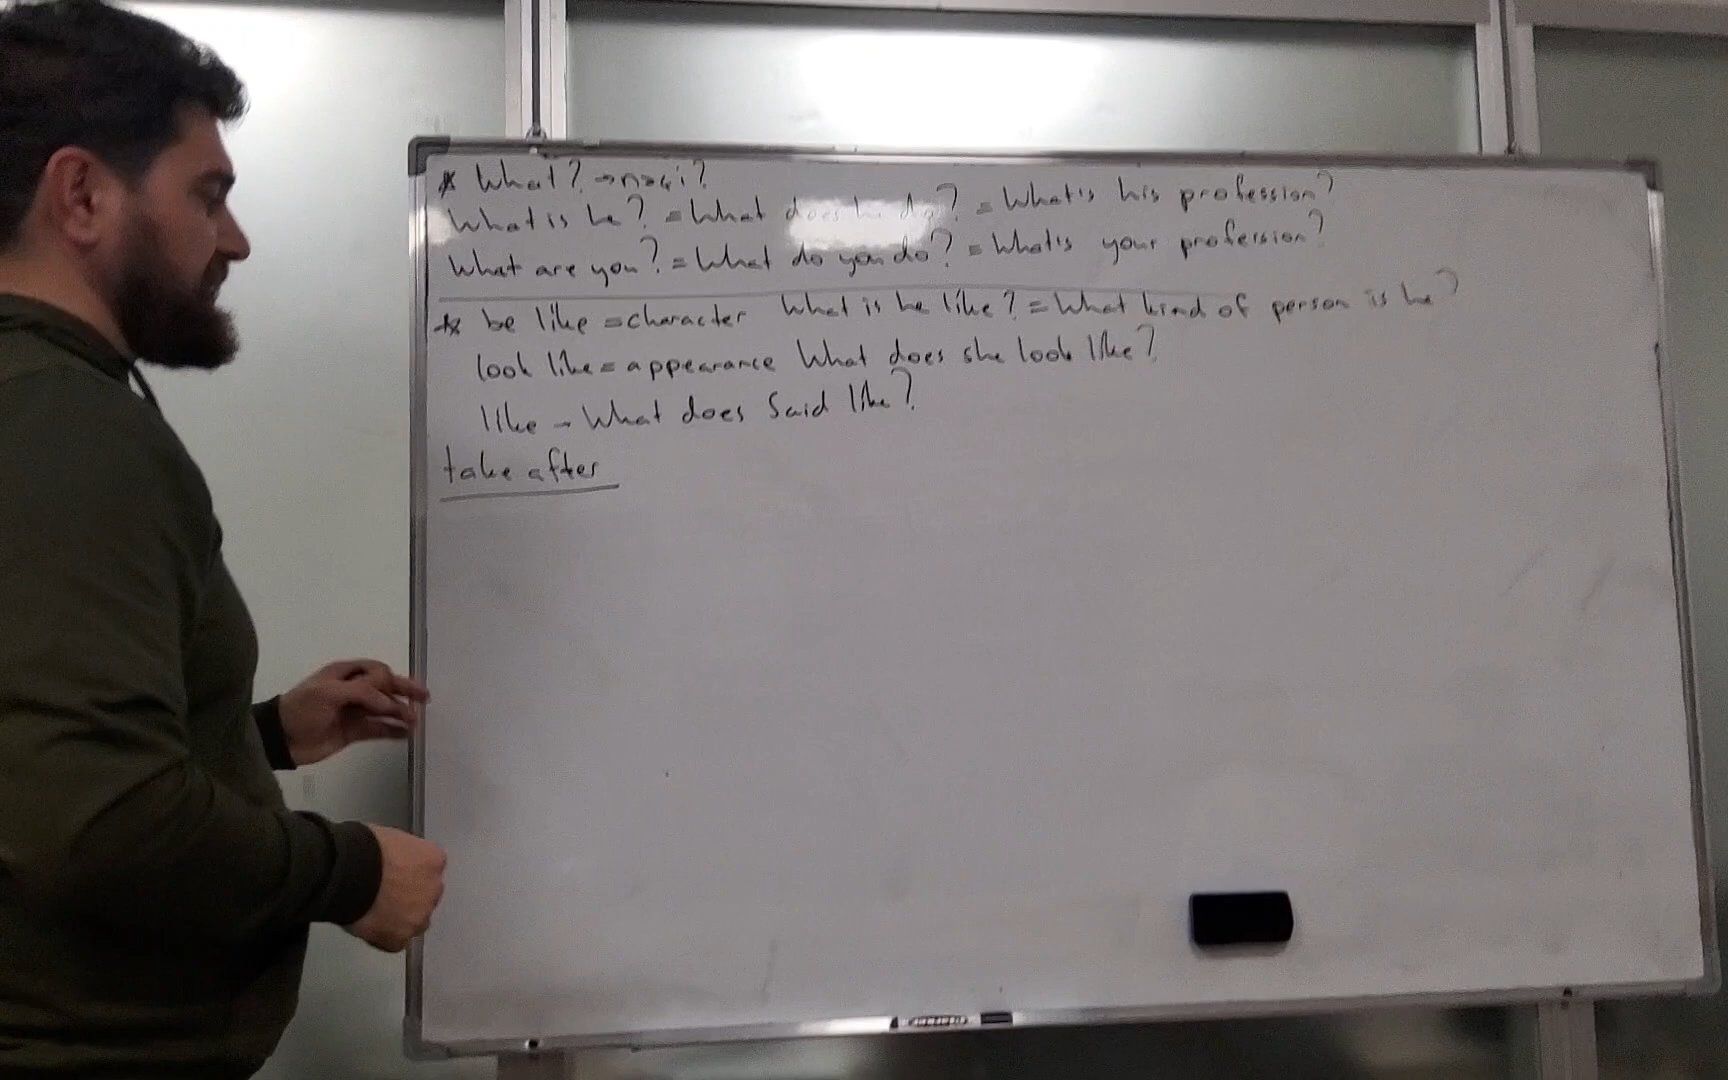 * What? →nəçi?
What is he? = What does he do? = What's his profession?
What are you? = What do you do? = What's your profession?
* be like = character What is he like? = What kind of person is he?
look like = appearance What does she look like?
like - What does Said like?
take after